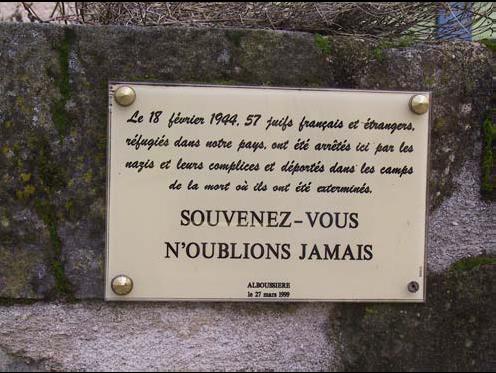 Le 18 février 1944, 57 juifs français et étrangers,
réfugiés dans notre pays, ont été arrêtés ici par les
nazis et leurs complices et déportés dans les camps
de la mort où ils ont été exterminés.
SOUVENEZ-VOUS
N'OUBLIONS JAMAIS
ALBOUSSIERE
le 27 mars 1999